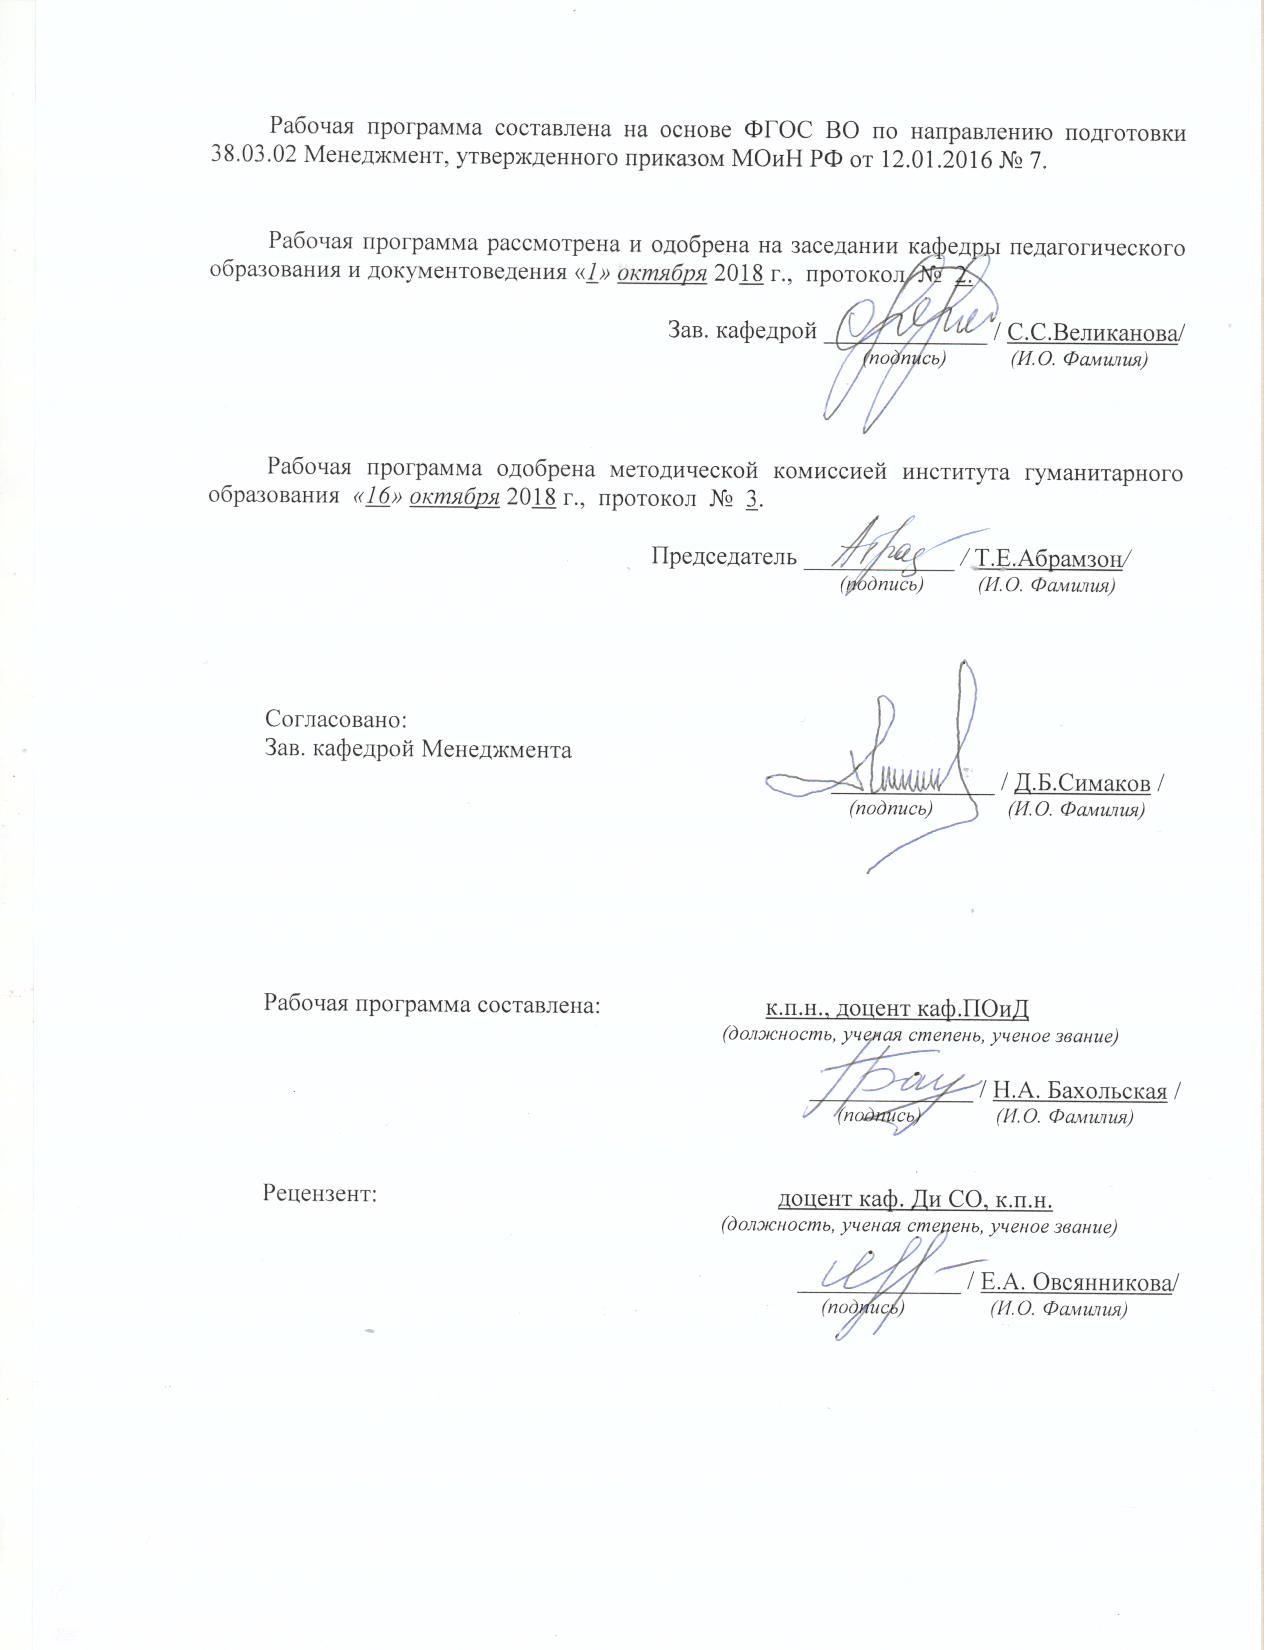 Рабочая программа составлена на основе ФГОС ВО по направлению подготовки
38.03.02 Менеджмент, утвержденного приказом МОиН РФ от 12.01.2016 № 7.
Рабочая программа рассмотрена и одобрена на заседании кафедры педагогического
образования и документоведения «1» октября 2018 г., протокол № 2.
Зав. кафедрой _____________ / С.С.Великанова/
(подпись) (И.О. Фамилия)
Рабочая программа одобрена методической комиссией института гуманитарного
образования «16» октября 2018 г., протокол № 3.
Председатель ____________ / Т.Е.Абрамзон/
(подпись) (И.О. Фамилия)
Согласовано:
Зав. кафедрой Менеджмента
_____________ / Д.Б.Симаков /
(подпись) (И.О. Фамилия)
Рабочая программа составлена: к.п.н., доцент каф.ПОиД
(должность, ученая степень, ученое звание)
_____________ / Н.А. Бахольская /
(подпись) (И.О. Фамилия)
Рецензент: доцент каф. Ди СО, к.п.н.
(должность, ученая степень, ученое звание)
_____________ / Е.А. Овсянникова/
(подпись) (И.О. Фамилия)